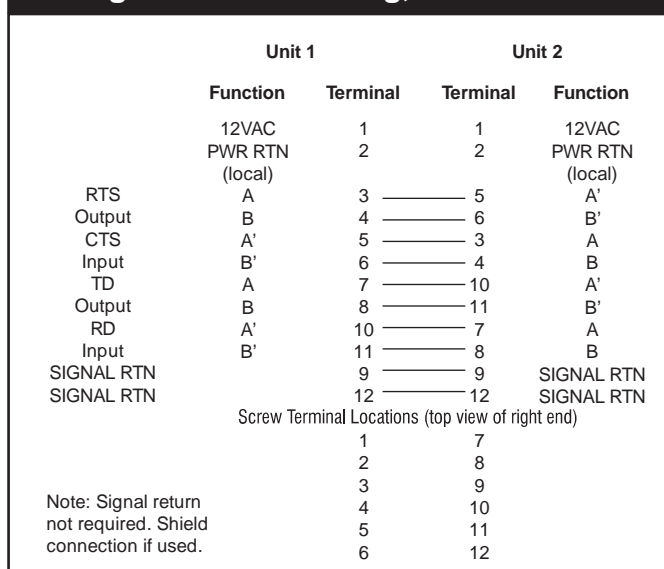 Unit 1 Unit 2
Function Terminal Terminal Function
12VAC 1 1 12VAC
PWR RTN 2 2 PWR RTN
(local) (local)
RTS A 3 5 A’
Output B 4 6 B’
CTS A’ 5 3 A
Input B’ 6 4 B
TD A 7 10 A’
Output B 8 11 B’
RD A’ 10 7 A
Input B’ 11 8 B
SIGNAL RTN 9 9 SIGNAL RTN
SIGNAL RTN 12 12 SIGNAL RTN
Screw Terminal Locations (top view of right end)
1 7
2 8
3 9
4 10
5 11
6 12
Note: Signal return
not required. Shield
connection if used.